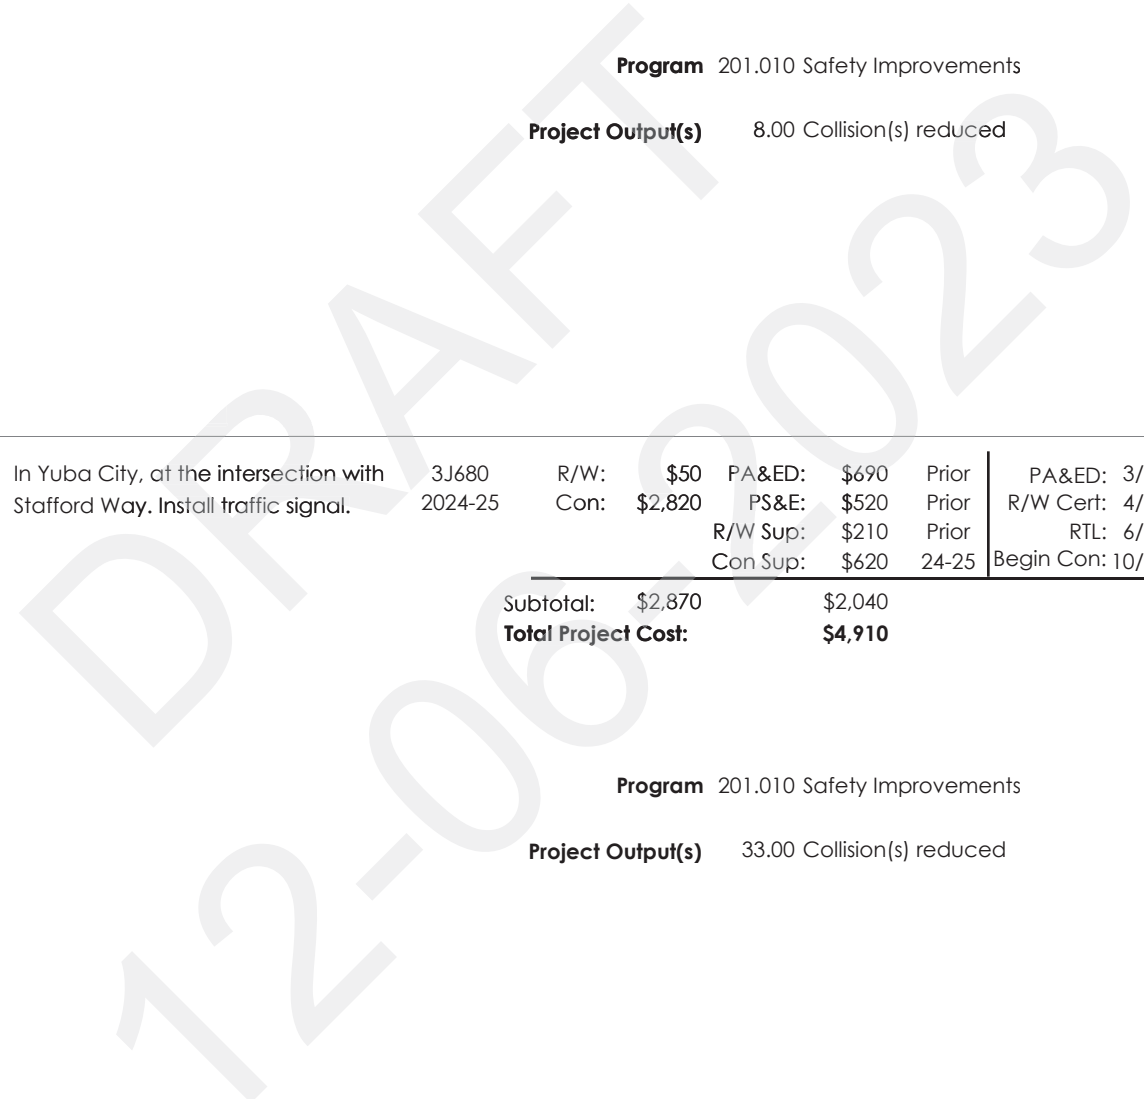 Program 201.010 Safety Improvements
Project Output(s) 8.00 Collision(s) reduced
In Yuba City, at the intersection with 3J680 R/W: $50 PA&ED: $690 Prior PA&ED: 3/
Stafford Way. Install traffic signal. 2024-25 Con: $2,820 PS&E: $520 Prior R/W Cert: 4/
R/W Sup: $210 Prior RTL: 6/
Con Sup: $620 24-25 Begin Con: 10/
Subtotal: $2,870 $2,040
Total Project Cost: $4,910
Program 201.010 Safety Improvements
Project Output(s) 33.00 Collision(s) reduced
DRAFT
12-06-2023